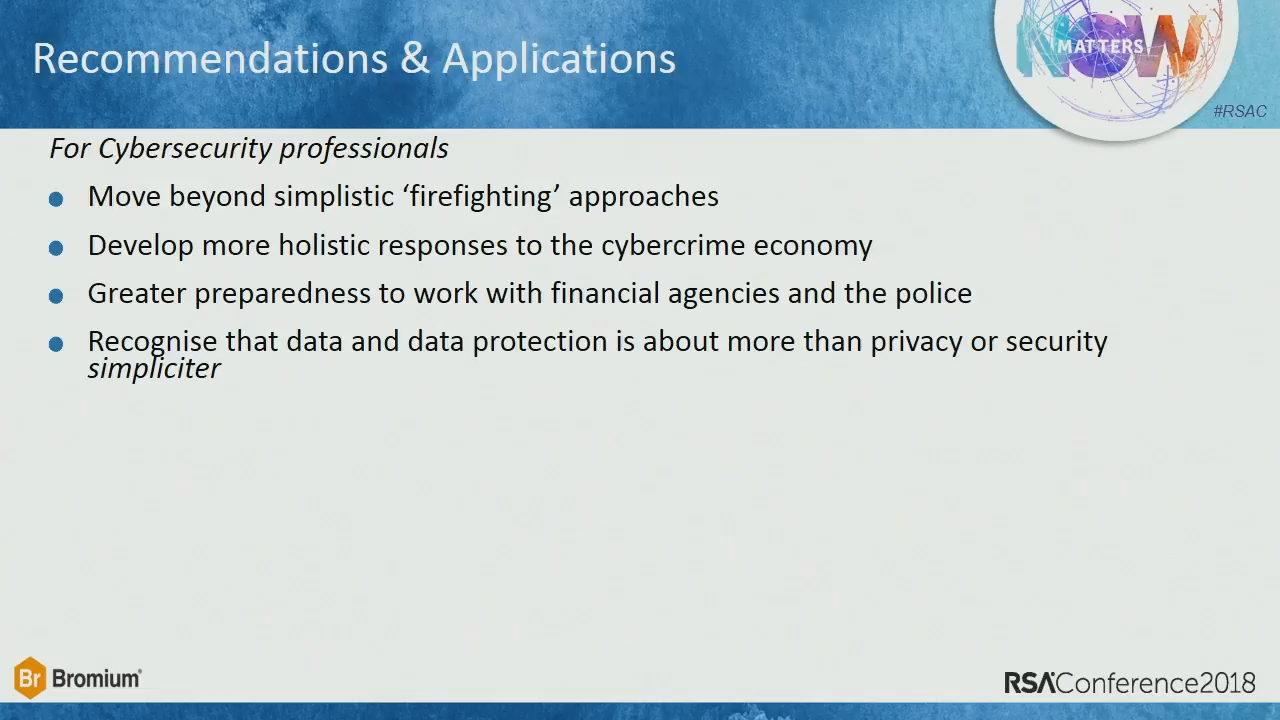 Recommendations & Applications
NOW
MATTERS
#RSAC
For Cybersecurity professionals
Move beyond simplistic ‘firefighting’ approaches
Develop more holistic responses to the cybercrime economy
Greater preparedness to work with financial agencies and the police
Recognise that data and data protection is about more than privacy or security
simpliciter
Br Bromium®
RSAConference2018